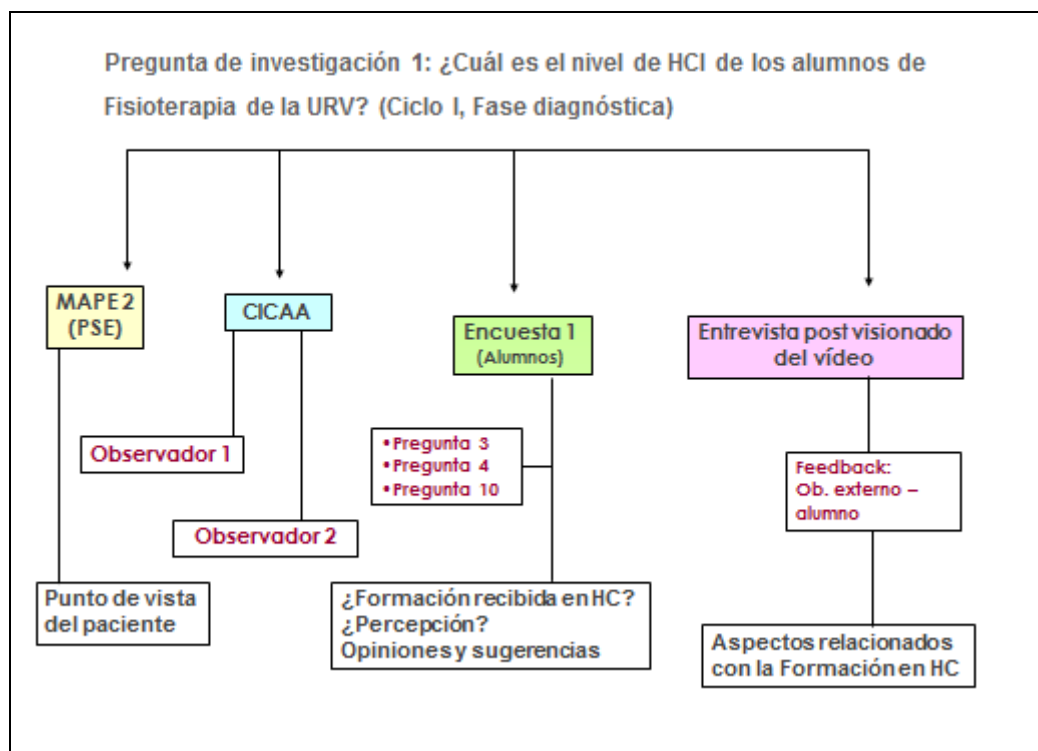 Pregunta de investigación 1: ¿Cuál es el nivel de HCI de los alumnos de
Fisioterapia de la URV? (Ciclo I, Fase diagnóstica)
MAPE 2
(PSE)
CICAA
Encuesta 1
(Alumnos)
Entrevista post visionado
del vídeo
Observador 1
Observador 2
•Pregunta 3
•Pregunta 4
•Pregunta 10
Feedback:
Ob. externo –
alumno
Punto de vista
del paciente
¿Formación recibida en HC?
¿Percepción?
Opiniones y sugerencias
Aspectos relacionados
con la Formación en HC